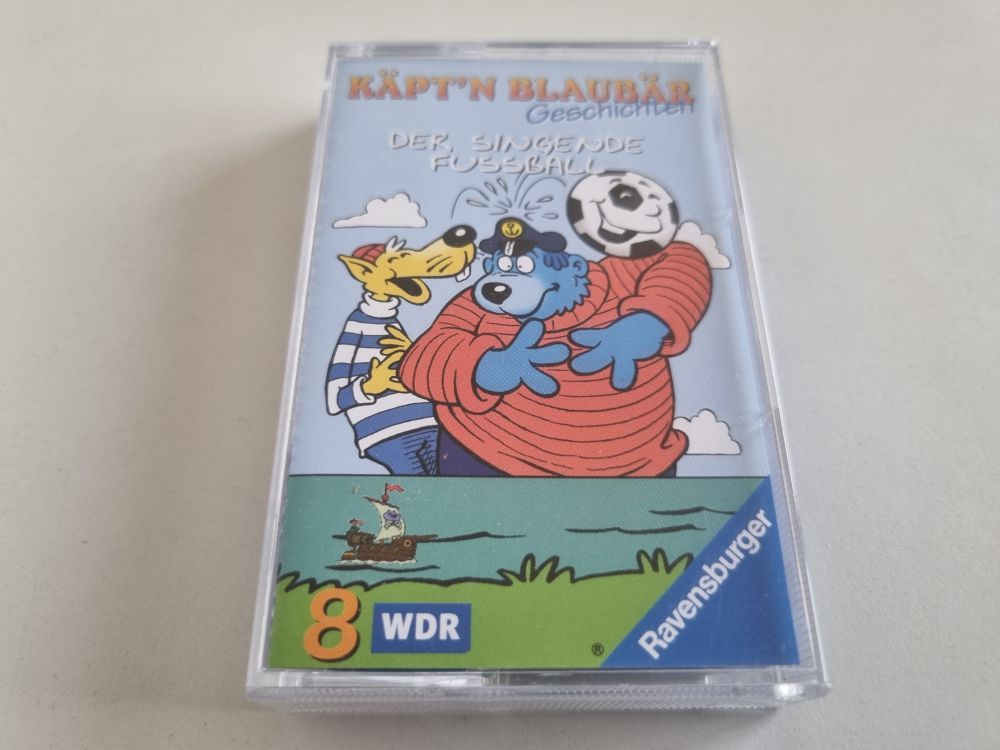 KÄPT'N BLAUBÄR
Geschichten
DER SINGENDE
FUSSBALL
8 WDR
®
Ravensburger